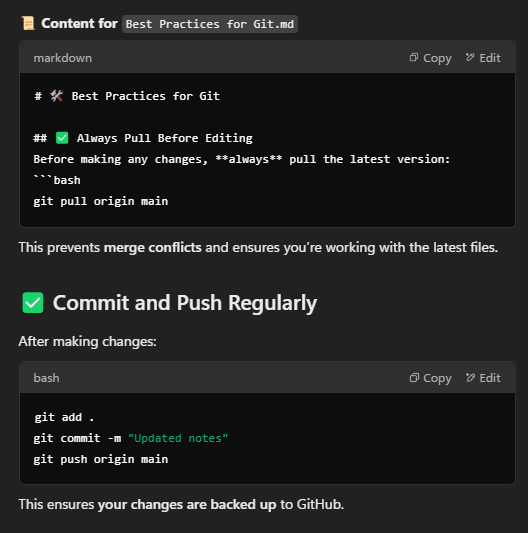 📜 Content for Best Practices for Git.md
markdown Copy Edit
# 🛠 Best Practices for Git
## ✅ Always Pull Before Editing
Before making any changes, **always** pull the latest version:
```bash
git pull origin main
This prevents merge conflicts and ensures you're working with the latest files.
✅ Commit and Push Regularly
After making changes:
bash Copy Edit
git add .
git commit -m "Updated notes"
git push origin main
This ensures your changes are backed up to GitHub.